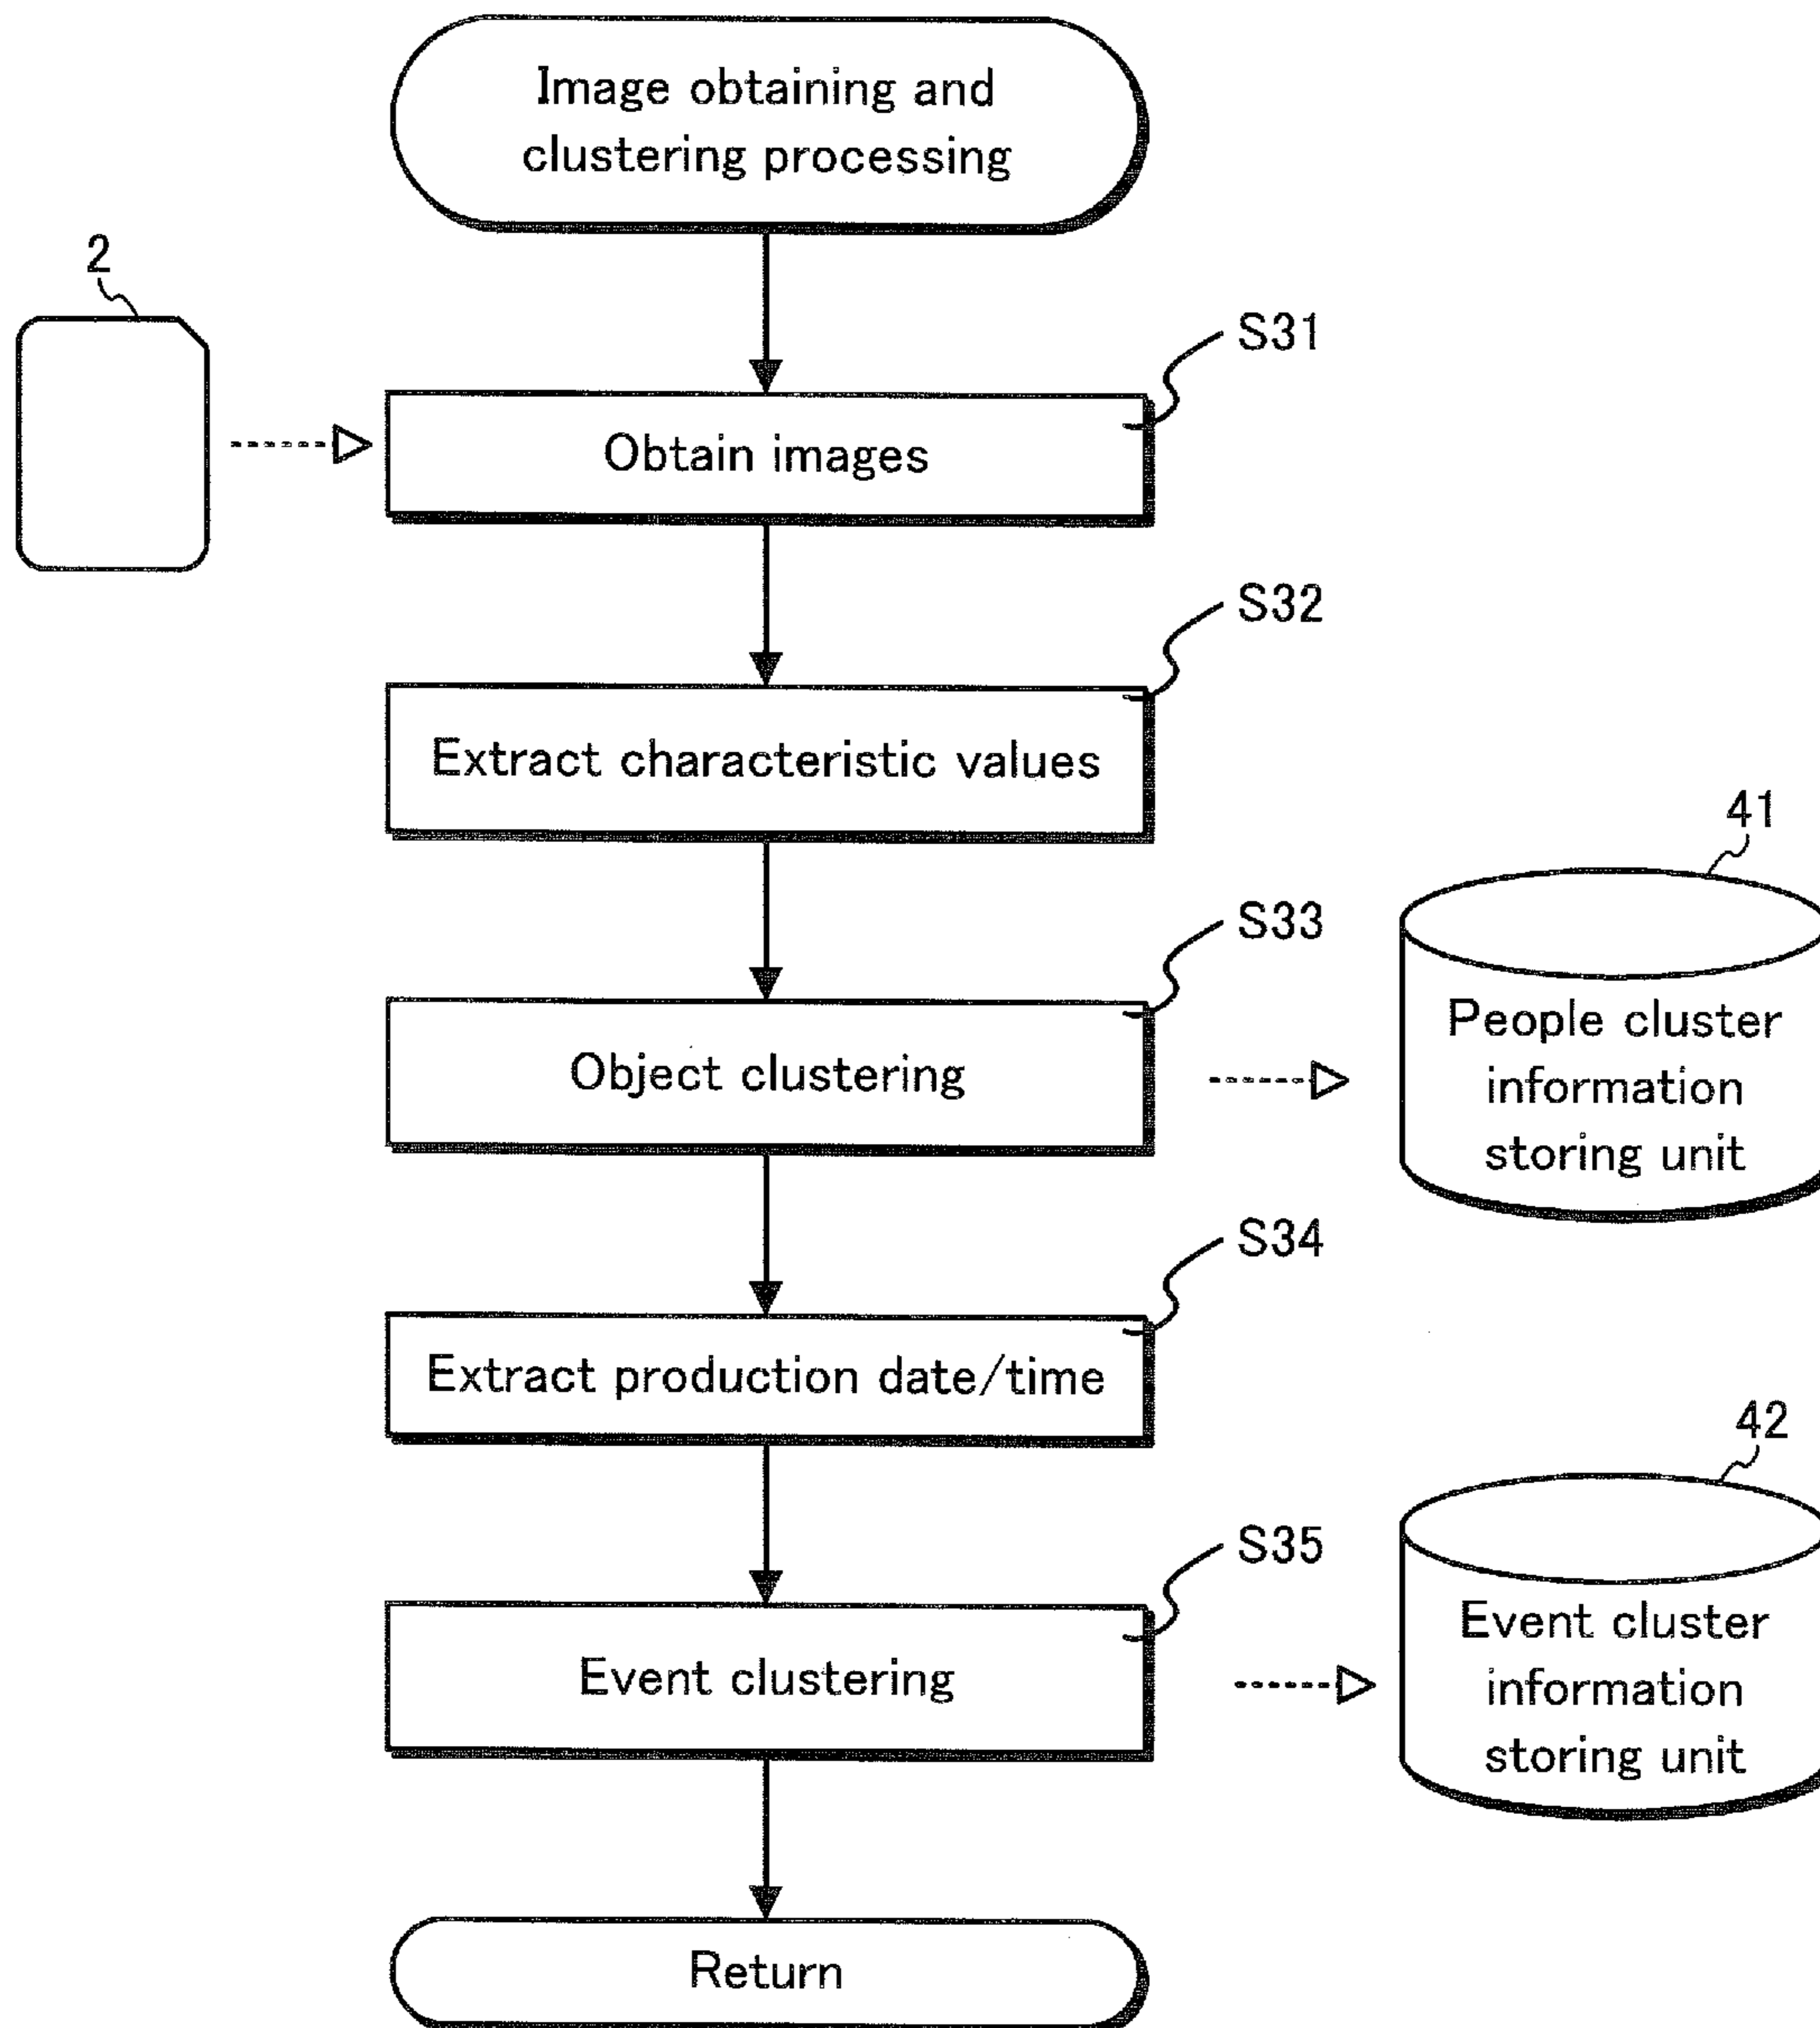 Image obtaining and
clustering processing
2
S31
Obtain images
S32
Extract characteristic values
S33
Object clustering
41
People cluster
information
storing unit
S34
Extract production date/time
S35
Event clustering
42
Event cluster
information
storing unit
Return